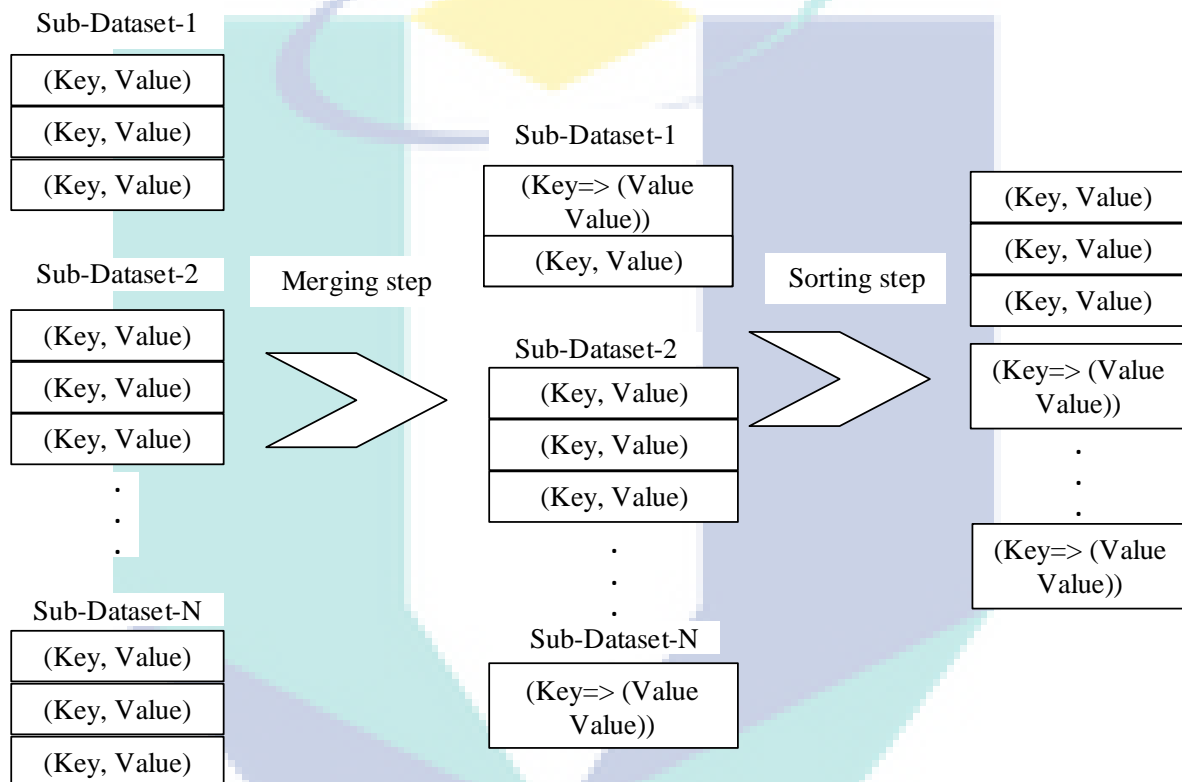 Sub-Dataset-1
(Key, Value)
(Key, Value)
(Key, Value)
Sub-Dataset-2
(Key, Value)
(Key, Value)
(Key, Value)
.
.
.
Sub-Dataset-N
(Key, Value)
(Key, Value)
(Key, Value)
Merging step
Sub-Dataset-1
(Key=> (Value
Value))
(Key, Value)
Sub-Dataset-2
(Key, Value)
(Key, Value)
(Key, Value)
.
.
.
Sub-Dataset-N
(Key=> (Value
Value))
Sorting step
(Key, Value)
(Key, Value)
(Key, Value)
(Key=> (Value
Value))
.
.
.
(Key=> (Value
Value))